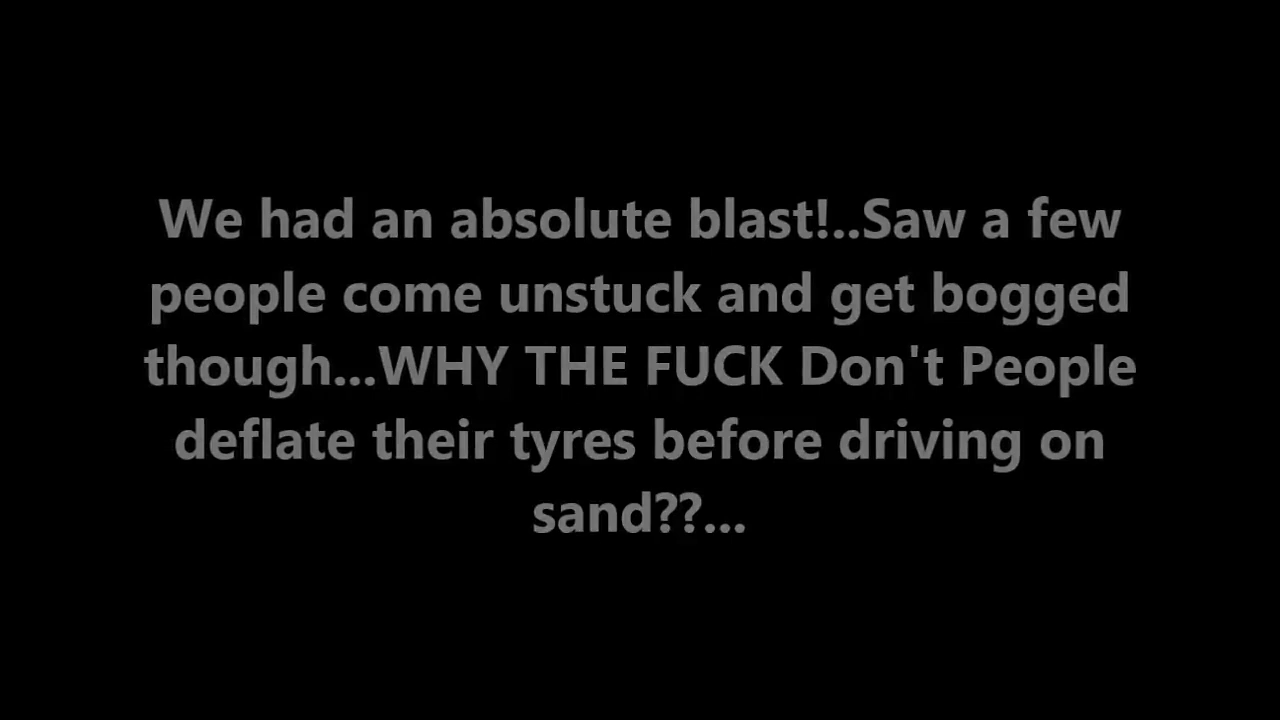 We had an absolute blast!..Saw a few
people come unstuck and get bogged
though...WHY THE FUCK Don't People
deflate their tyres before driving on
sand??...